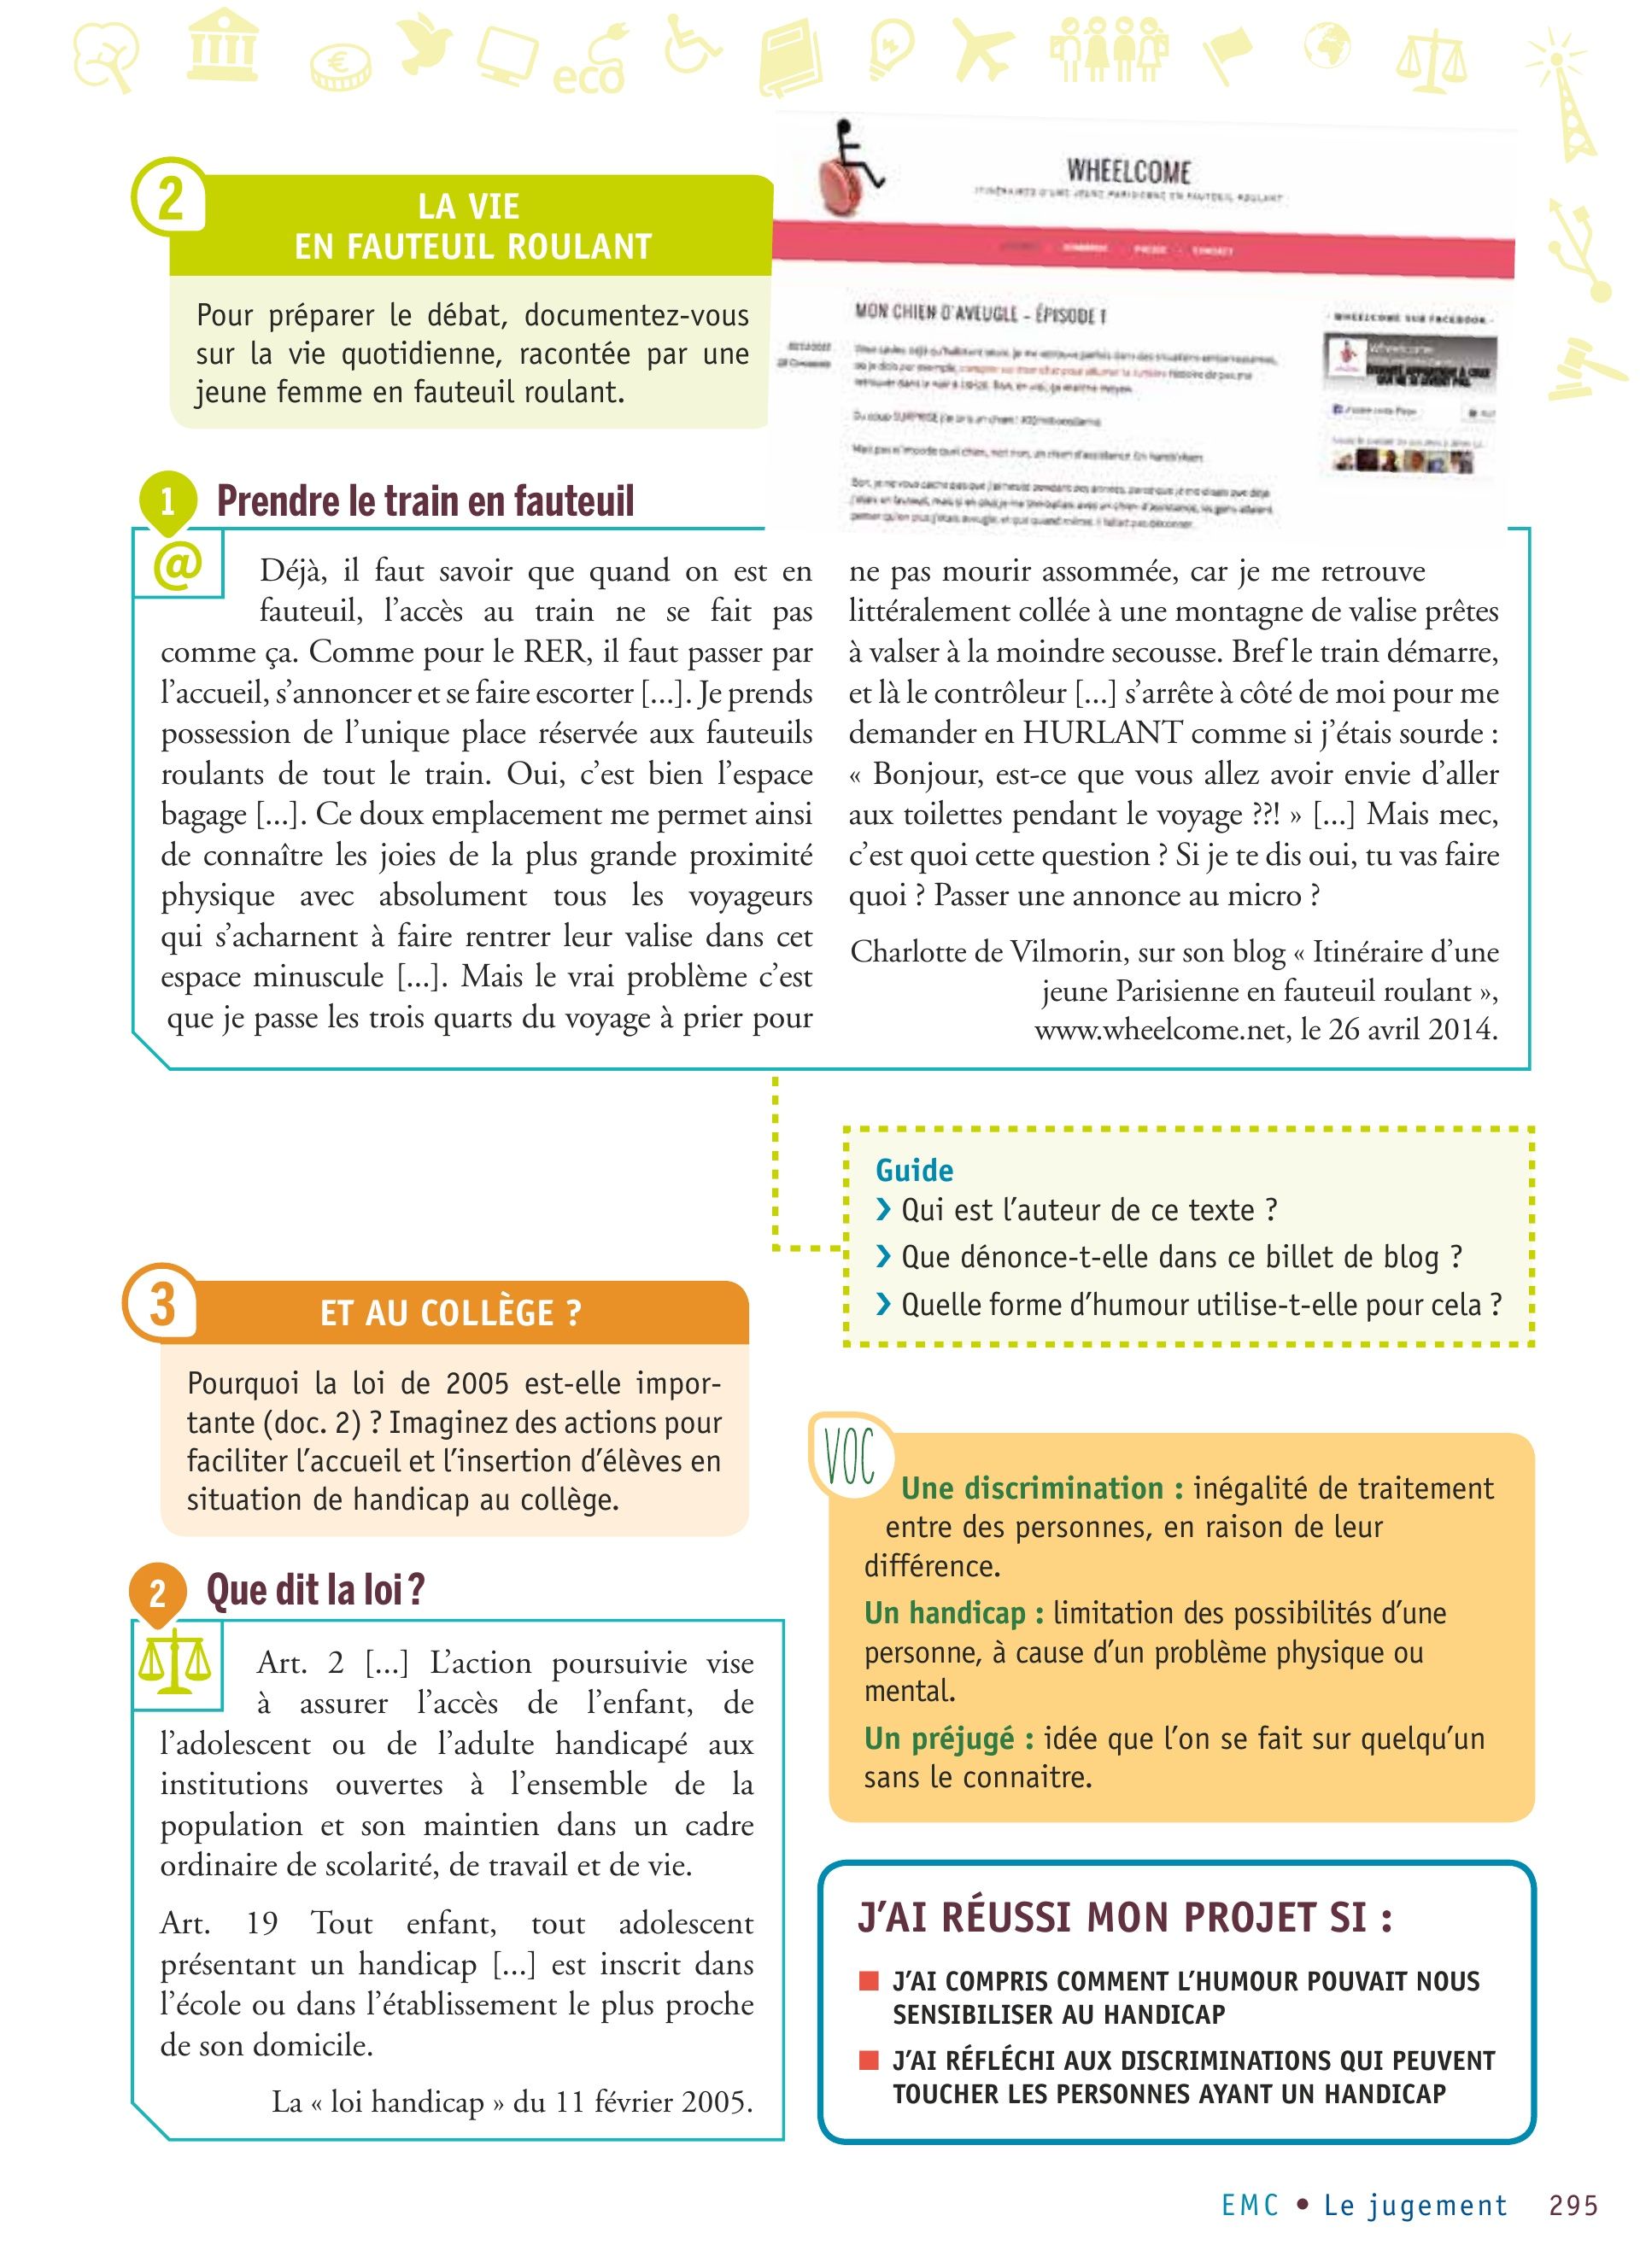 eco
WHEELCOME
ITINÉRAIRES D'UNE JEUNE PARISIENNE EN FAUTEUIL ROULANT
CONTACT
MON CHIEN D'AVEUGLE - ÉPISODE 1
WHEELCOME SUR FACEBOOK
2
LA VIE
EN FAUTEUIL ROULANT
Pour préparer le débat, documentez-vous
sur la vie quotidienne, racontée par une
jeune femme en fauteuil roulant.
1 Prendre le train en fauteuil
@
Déjà, il faut savoir que quand on est en
fauteuil, l'accès au train ne se fait pas
comme ça. Comme pour le RER, il faut passer par
l'accueil, s'annoncer et se faire escorter [...]. Je prends
possession de l'unique place réservée aux fauteuils
roulants de tout le train. Oui, c'est bien l'espace
bagage [...]. Ce doux emplacement me permet ainsi
de connaître les joies de la plus grande proximité
physique avec absolument tous les voyageurs
qui s'acharnent à faire rentrer leur valise dans cet
espace minuscule [...]. Mais le vrai problème c'est
que je passe les trois quarts du voyage à prier pour
ne pas mourir assommée, car je me retrouve
littéralement collée à une montagne de valise prêtes
à valser à la moindre secousse. Bref le train démarre,
et là le contrôleur [...] s'arrête à côté de moi pour me
demander en HURLANT comme si j'étais sourde :
« Bonjour, est-ce que vous allez avoir envie d'aller
aux toilettes pendant le voyage ??! » [...] Mais mec,
c'est quoi cette question ? Si je te dis oui, tu vas faire
quoi ? Passer une annonce au micro ?
Charlotte de Vilmorin, sur son blog « Itinéraire d'une
jeune Parisienne en fauteuil roulant »,
www.wheelcome.net, le 26 avril 2014.
Guide
› Qui est l'auteur de ce texte ?
› Que dénonce-t-elle dans ce billet de blog ?
› Quelle forme d'humour utilise-t-elle pour cela ?
3
ET AU COLLÈGE ?
Pourquoi la loi de 2005 est-elle impor-
tante (doc. 2) ? Imaginez des actions pour
faciliter l'accueil et l'insertion d'élèves en
situation de handicap au collège.
2 Que dit la loi ?
Art. 2 [...] L'action poursuivie vise
à assurer l'accès de l'enfant, de
l'adolescent ou de l'adulte handicapé aux
institutions ouvertes à l'ensemble de la
population et son maintien dans un cadre
ordinaire de scolarité, de travail et de vie.
Art. 19 Tout enfant, tout adolescent
présentant un handicap [...] est inscrit dans
l'école ou dans l'établissement le plus proche
de son domicile.
La « loi handicap » du 11 février 2005.
VOC
Une discrimination : inégalité de traitement
entre des personnes, en raison de leur
différence.
Un handicap : limitation des possibilités d'une
personne, à cause d'un problème physique ou
mental.
Un préjugé : idée que l'on se fait sur quelqu'un
sans le connaitre.
J'AI RÉUSSI MON PROJET SI :
J'AI COMPRIS COMMENT L'HUMOUR POUVAIT NOUS
SENSIBILISER AU HANDICAP
J'AI RÉFLÉCHI AUX DISCRIMINATIONS QUI PEUVENT
TOUCHER LES PERSONNES AYANT UN HANDICAP
EMC • Le jugement 295